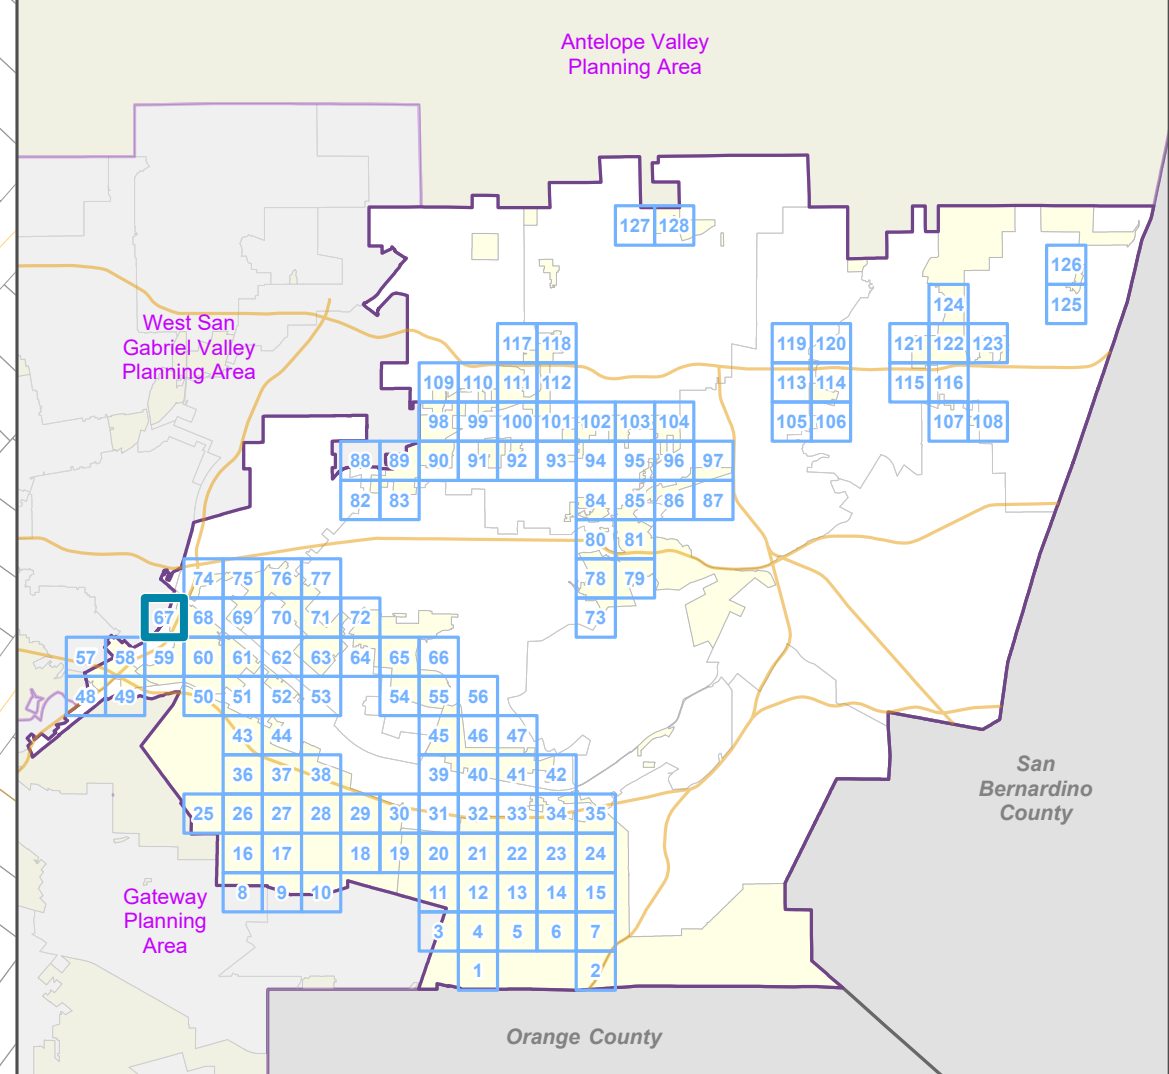 Antelope Valley
Planning Area
127 128
126
124 125
West San
Gabriel Valley
Planning Area
117 118 119 120 121 122 123
109 110 111 112 113 114 115 116
98 99 100 101 102 103 104 105 106 107 108
88 89 90 91 92 93 94 95 96 97
82 83 84 85 86 87
80 81
74 75 76 77 78 79
67 68 69 70 71 72 73
57 58 59 60 61 62 63 64 65 66
48 49 50 51 52 53 54 55 56
43 44 45 46 47
36 37 38 39 40 41 42
San
Bernardino
County
25 26 27 28 29 30 31 32 33 34 35
16 17 18 19 20 21 22 23 24
8 9 10 11 12 13 14 15
Gateway
Planning
Area
3 4 5 6 7
1 2
Orange County